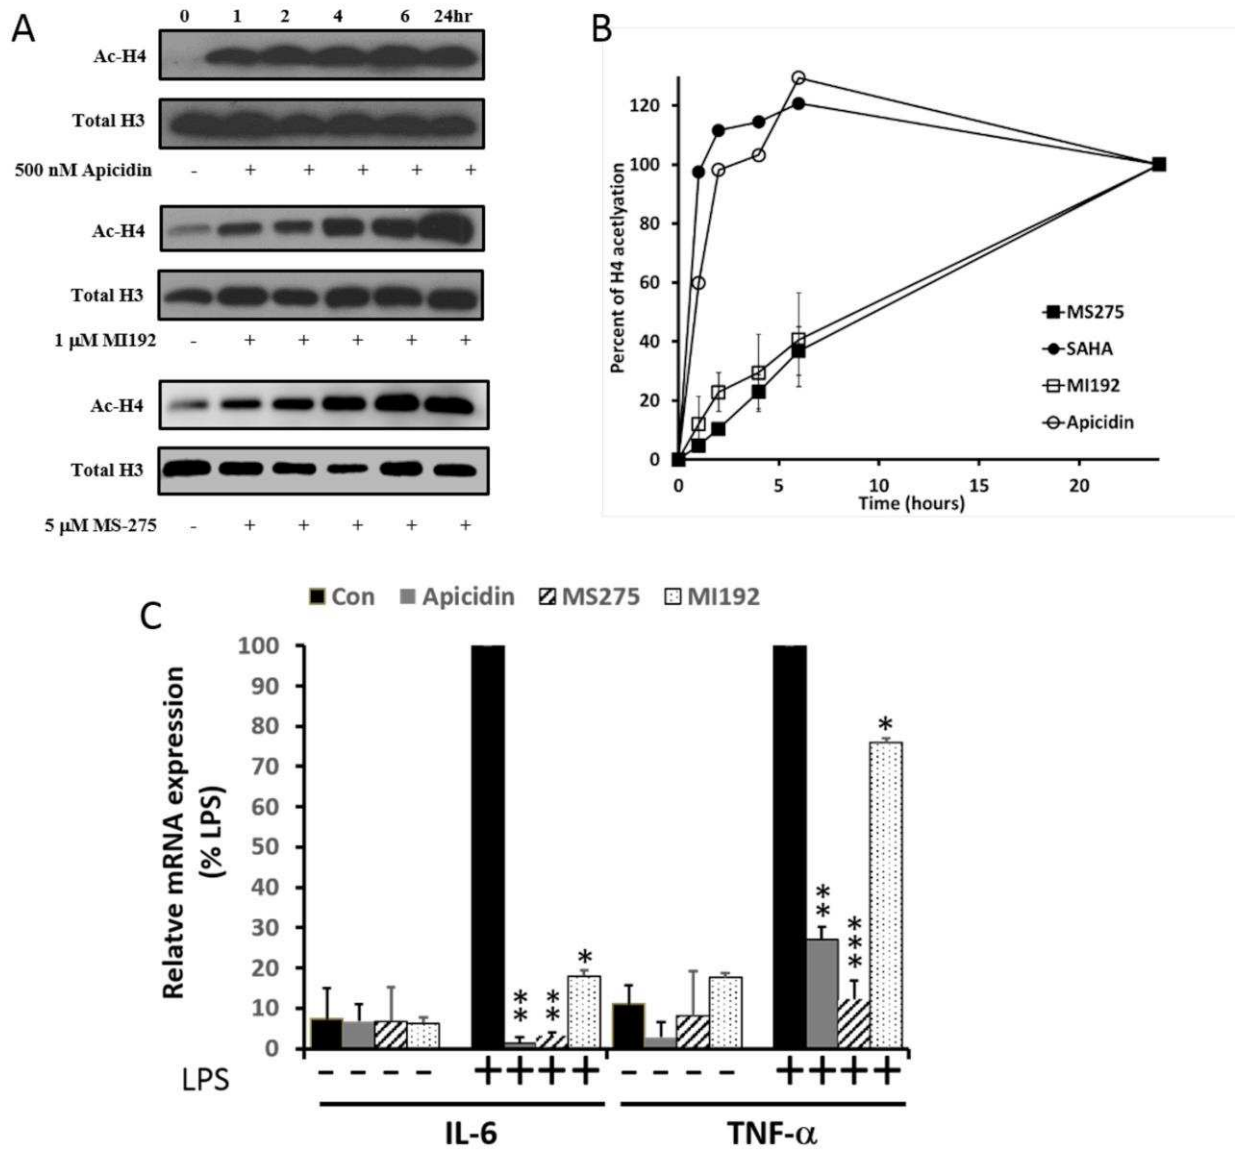 A
0 1 2 4 6 24hr
Ac-H4
Total H3
500 nM Apicidin - + + + + +
Ac-H4
Total H3
1 μM MI192 - + + + + +
Ac-H4
Total H3
5 μM MS-275 - + + + + +
B
Percent of H4 acetlyation
120
100
80
60
40
20
0
0 5 10 15 20
Time (hours)
MS275
SAHA
MI192
Apicidin
C
Con Apicidin MS275 MI192
Relatve mRNA expression
(% LPS)
100
90
80
70
60
50
40
30
20
10
0
** ** * ** *** *
LPS - - - - + + + + - - - - + + + +
IL-6 TNF-α